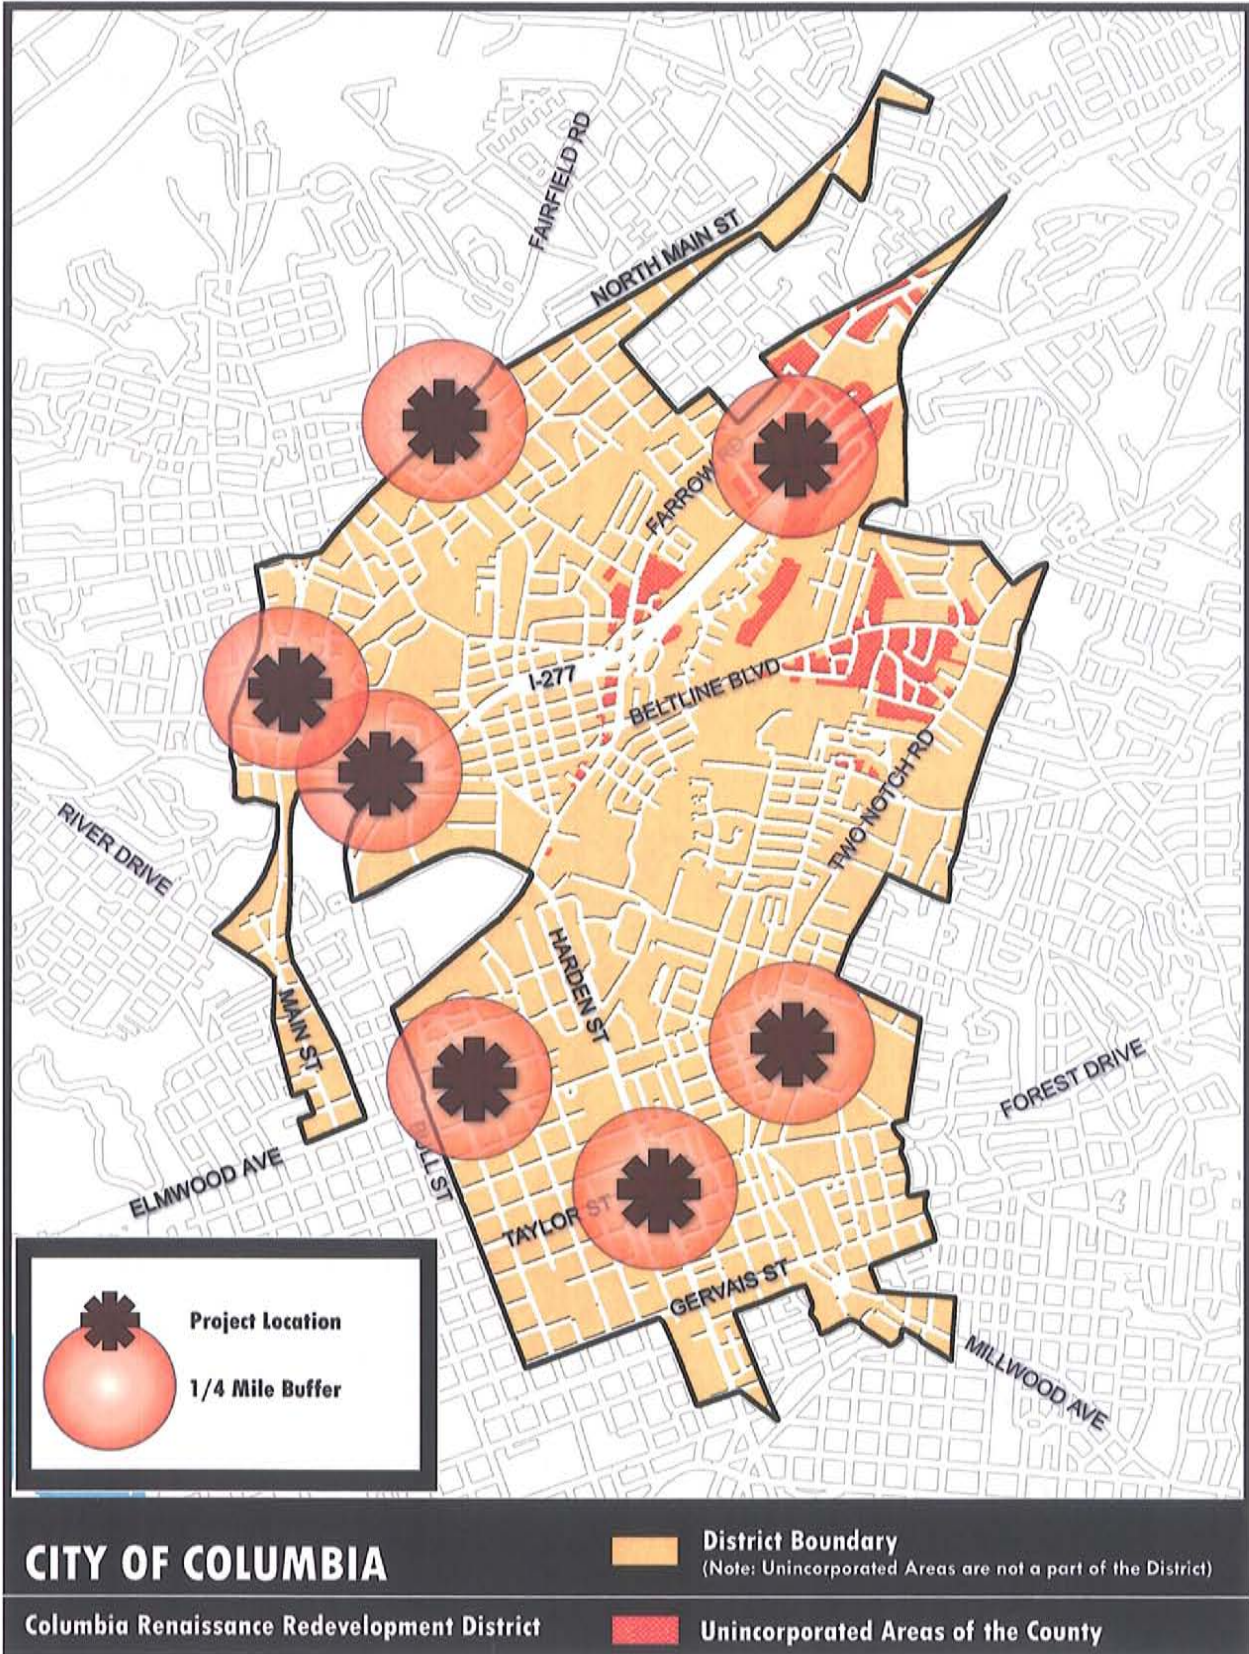 FAIRFIELD RD
NORTH MAIN ST
FARROW RD
I-277
BELTLINE BLVD
TWO NOTCH RD
RIVER DRIVE
HARDEN ST
MAIN ST
FOREST DRIVE
ELMWOOD AVE
TAYLOR ST
GERVAIS ST
MILLWOOD AVE
Project Location
1/4 Mile Buffer
CITY OF COLUMBIA
District Boundary
(Note: Unincorporated Areas are not a part of the District)
Columbia Renaissance Redevelopment District
Unincorporated Areas of the County